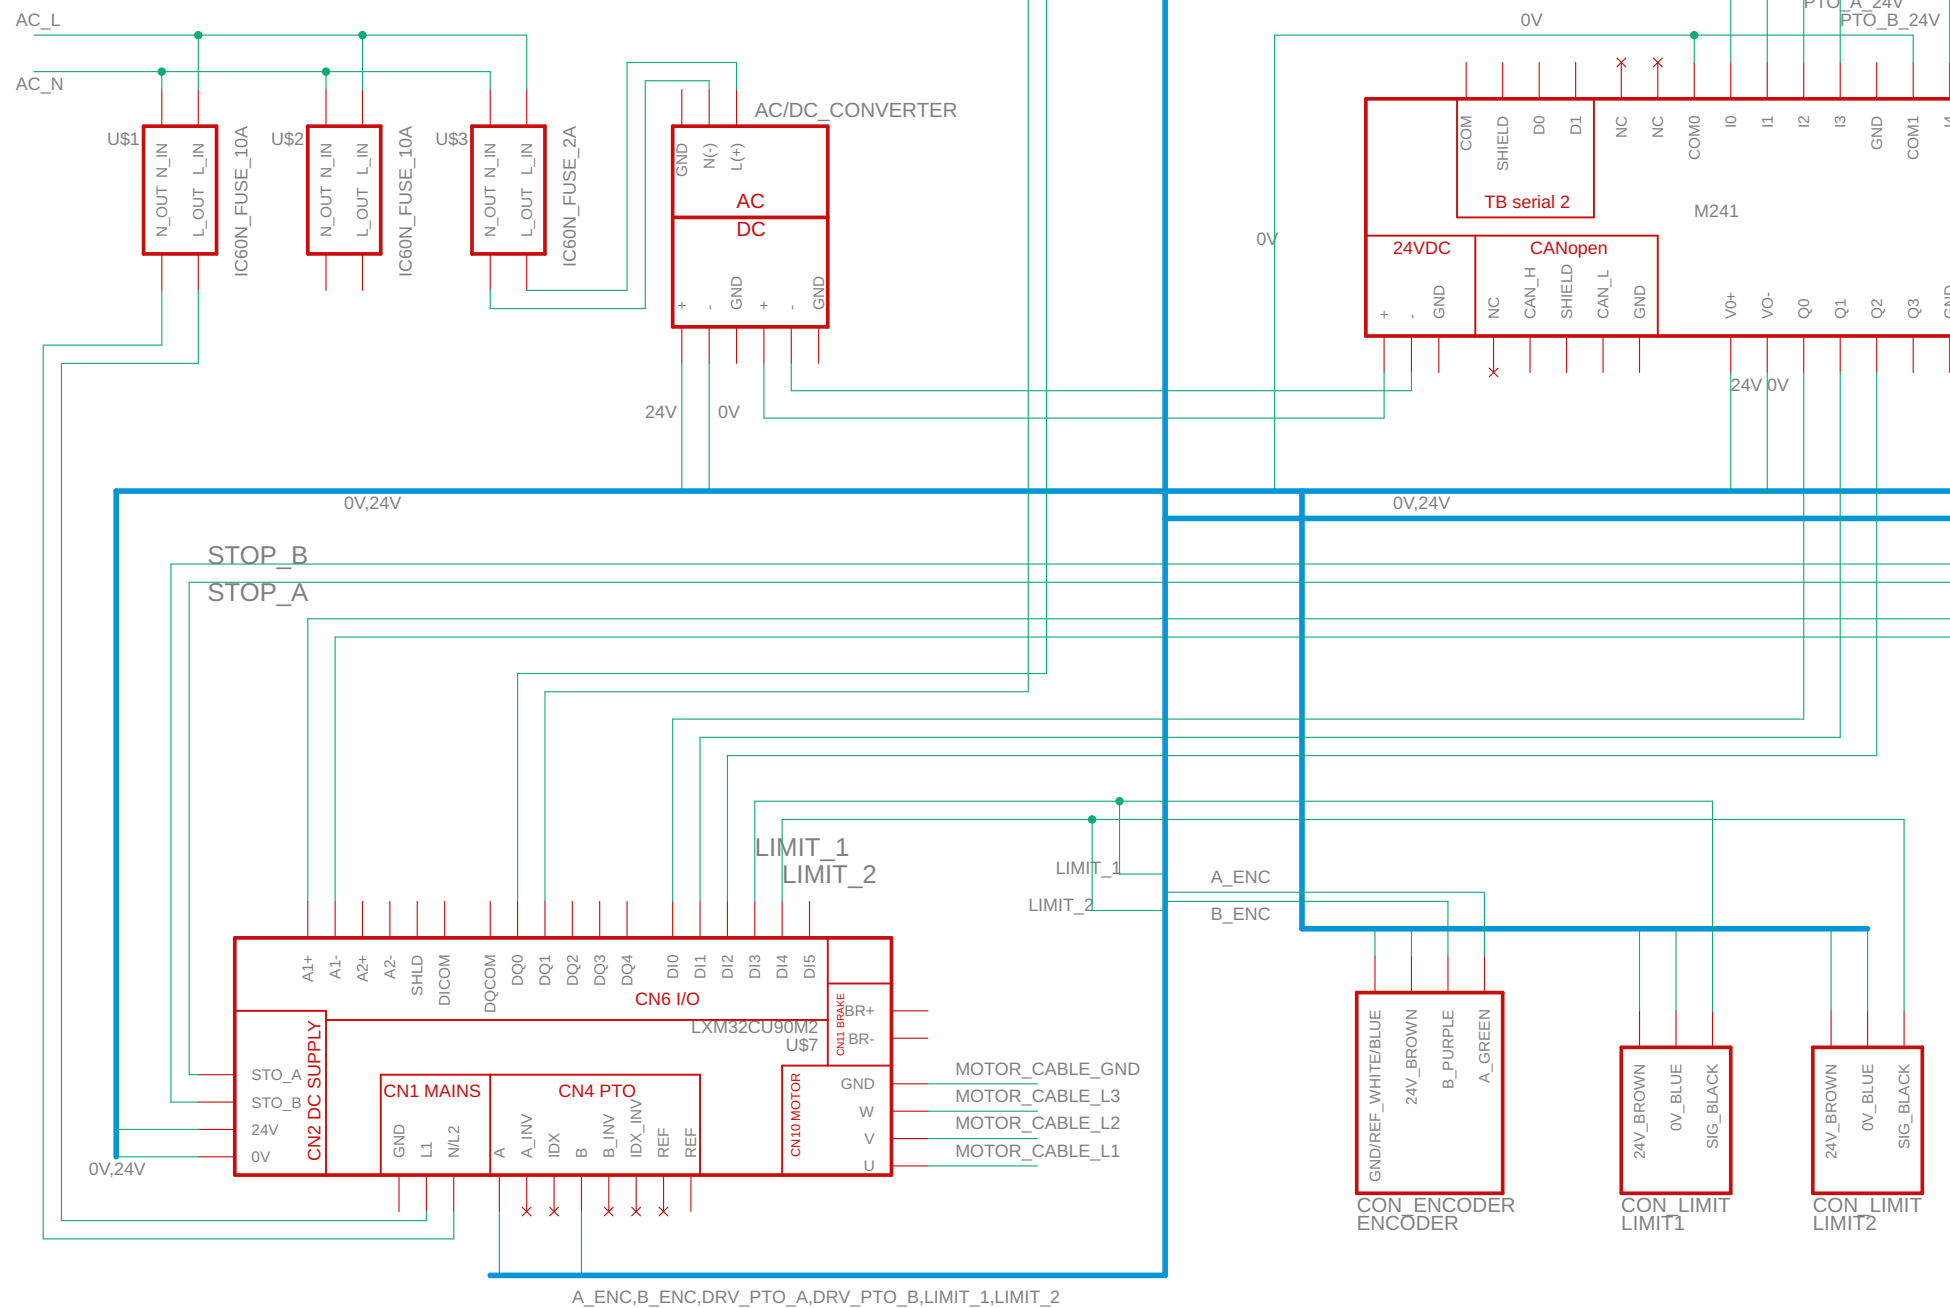 AC_L
AC_N
U$1
N_OUT N_IN
L_OUT L_IN
IC60N_FUSE_10A
U$2
N_OUT N_IN
L_OUT L_IN
IC60N_FUSE_10A
U$3
N_OUT N_IN
L_OUT L_IN
IC60N_FUSE_2A
AC/DC_CONVERTER
GND
N(-)
L(+)
AC
DC
+
-
GND
+
-
GND
24V
0V
0V
0V
PTO_A_24V
PTO_B_24V
COM
SHIELD
D0
D1
TB serial 2
NC
NC
COM0
I0
I1
I2
I3
GND
COM1
I4
M241
24VDC
+
-
GND
CANopen
NC
CAN_H
SHIELD
CAN_L
GND
V0+
VO-
Q0
Q1
Q2
Q3
GND
24V
0V
0V,24V
0V,24V
STOP_B
STOP_A
LIMIT_1
LIMIT_2
LIMIT_1
LIMIT_2
A_ENC
B_ENC
A1+
A1-
A2+
A2-
SHLD
DICOM
DQCOM
DQ0
DQ1
DQ2
DQ3
DQ4
DI0
DI1
DI2
DI3
DI4
DI5
CN6 I/O
LXM32CU90M2
U$7
CN11 BRAKE
BR+
BR-
CN2 DC SUPPLY
STO_A
STO_B
24V
0V
0V,24V
CN1 MAINS
GND
L1
N/L2
CN4 PTO
A
A_INV
IDX
B
B_INV
IDX_INV
REF
REF
CN10 MOTOR
GND
W
V
U
MOTOR_CABLE_GND
MOTOR_CABLE_L3
MOTOR_CABLE_L2
MOTOR_CABLE_L1
GND/REF_WHITE/BLUE
24V_BROWN
B_PURPLE
A_GREEN
CON_ENCODER
ENCODER
24V_BROWN
0V_BLUE
SIG_BLACK
CON_LIMIT
LIMIT1
24V_BROWN
0V_BLUE
SIG_BLACK
CON_LIMIT
LIMIT2
A_ENC,B_ENC,DRV_PTO_A,DRV_PTO_B,LIMIT_1,LIMIT_2